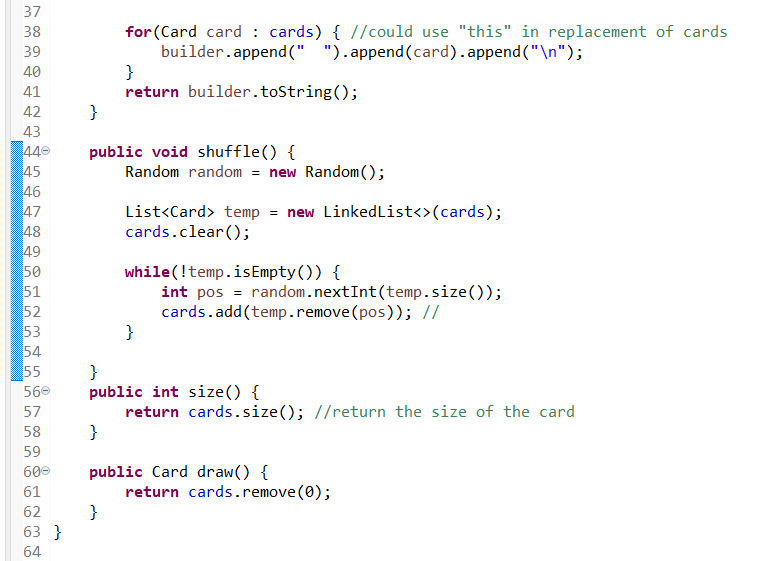 37
38 for(Card card : cards) { //could use "this" in replacement of cards
39 builder.append("  ").append(card).append("\n");
40 }
41 return builder.toString();
42 }
43
44 public void shuffle() {
45 Random random = new Random();
46
47 List<Card> temp = new LinkedList<>(cards);
48 cards.clear();
49
50 while(!temp.isEmpty()) {
51 int pos = random.nextInt(temp.size());
52 cards.add(temp.remove(pos)); //
53 }
54
55 }
56 public int size() {
57 return cards.size(); //return the size of the card
58 }
59
60 public Card draw() {
61 return cards.remove(0);
62 }
63 }
64